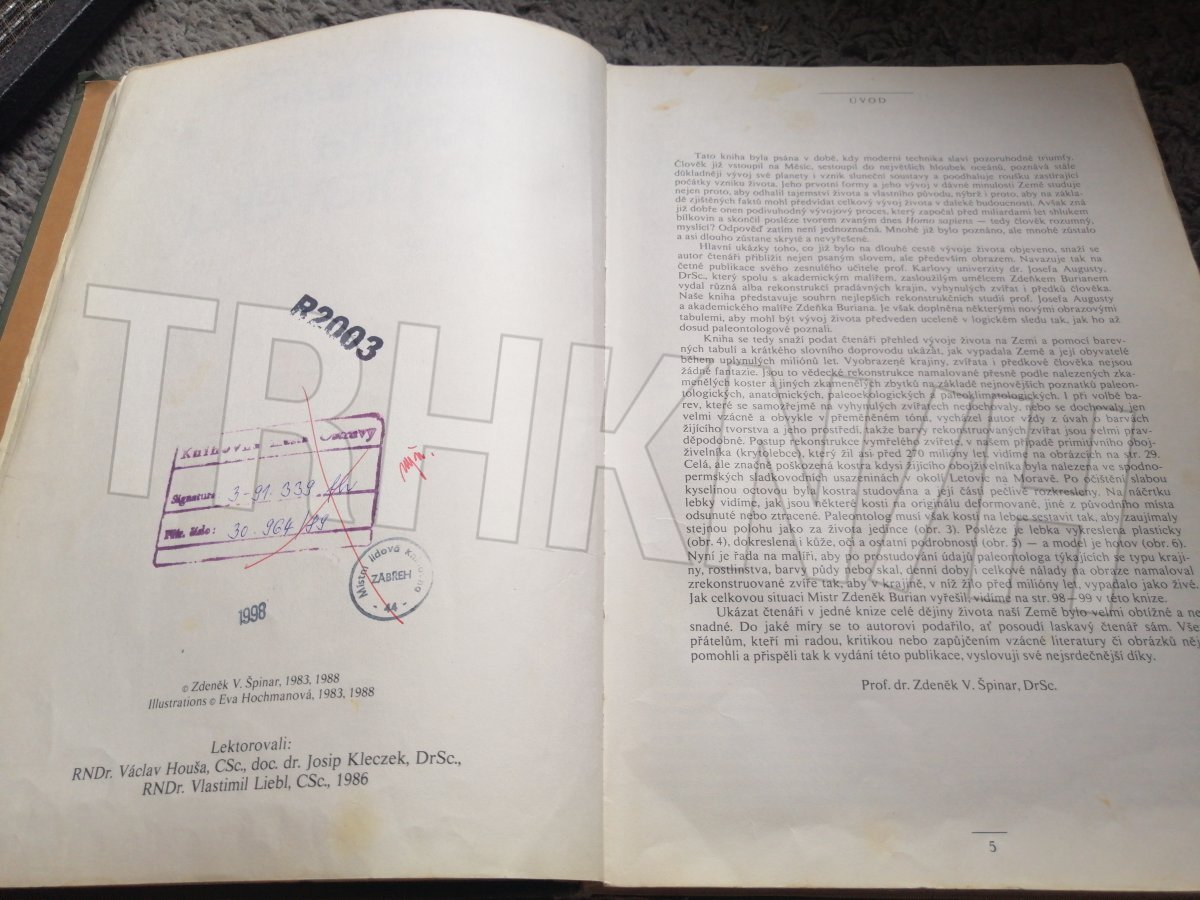 R2003
Knihovna města Ostravy
Signatura 3-91.339
Přír. číslo: 30.964/89
Místní lidová knihovna
ZÁBŘEH
- 44 -
1998
© Zdeněk V. Špinar, 1983, 1988
Illustrations © Eva Hochmanová, 1983, 1988
Lektorovali:
RNDr. Václav Houša, CSc., doc. dr. Josip Kleczek, DrSc.,
RNDr. Vlastimil Liebl, CSc., 1986
TRHKNIH
ÚVOD
Tato kniha byla psána v době, kdy moderní technika slaví pozoruhodné triumfy.
Člověk již vstoupil na Měsíc, sestoupil do největších hloubek oceánů, poznává stále
důkladněji vývoj své planety i vznik sluneční soustavy a poodhaluje roušku zastírající
počátky vzniku života. Jeho prvotní formy a jeho vývoj v dávné minulosti Země studuje
nejen proto, aby odhalil tajemství života a vlastního původu, nýbrž i proto, aby na zákla-
dě zjištěných faktů mohl předvídat celkový vývoj života v daleké budoucnosti. Avšak zná
již dobře onen podivuhodný vývojový proces, který započal před miliardami let shlukem
bílkovin a skončil posléze tvorem zvaným dnes Homo sapiens — tedy člověk rozumný,
myslící? Odpověď zatím není jednoznačná. Mnohé již bylo poznáno, ale mnohé zůstalo
a asi dlouho zůstane skryté a nevyřešené.
Hlavní ukázky toho, co již bylo na dlouhé cestě vývoje života objeveno, snaží se
autor čtenáři přiblížit nejen psaným slovem, ale především obrazem. Navazuje tak na
četné publikace svého zesnulého učitele prof. Karlovy univerzity dr. Josefa Augusty,
DrSc., který spolu s akademickým malířem, zasloužilým umělcem Zdeňkem Burianem
vydal různá alba rekonstrukcí pradávných krajin, vyhynulých zvířat i předků člověka.
Naše kniha představuje souhrn nejlepších rekonstrukčních studií prof. Josefa Augusty
a akademického malíře Zdeňka Buriana. Je však doplněna některými novými obrazovými
tabulemi, aby mohl být vývoj života předveden uceleně v logickém sledu tak, jak ho až
dosud paleontologové poznali.
Kniha se tedy snaží podat čtenáři přehled vývoje života na Zemi a pomocí barev-
ných tabulí a krátkého slovního doprovodu ukázat, jak vypadala Země a její obyvatelé
během uplynulých miliónů let. Vyobrazené krajiny, zvířata i předkové člověka nejsou
žádné fantazie. Jsou to vědecké rekonstrukce namalované přesně podle nalezených zka-
menělých koster a jiných zkamenělých zbytků na základě nejnovějších poznatků paleon-
tologických, anatomických, paleoekologických a paleoklimatologických. I při volbě ba-
rev, které se samozřejmě na vyhynulých zvířatech nedochovaly, nebo se dochovaly jen
velmi vzácně a obvykle v přeměněném tónu, vycházel autor vždy z úvah o barvách
žijícího tvorstva a jeho prostředí, takže barvy rekonstruovaných zvířat jsou velmi prav-
děpodobné. Postup rekonstrukce vymřelého zvířete, v našem případě primitivního oboj-
živelníka (krytolebce), který žil asi před 270 milióny let, vidíme na obrázcích na str. 29.
Celá, ale značně poškozená kostra kdysi žijícího obojživelníka byla nalezena ve spodno-
permských sladkovodních usazeninách v okolí Letovic na Moravě. Po očištění slabou
kyselinou octovou byla kostra studována a její části pečlivě rozkresleny. Na náčrtku
lebky vidíme, jak jsou některé kosti na originálu deformované, jiné z původního místa
odsunuté nebo ztracené. Paleontolog musí však kosti na lebce sestavit tak, aby zaujímaly
stejnou polohu jako za života jedince (obr. 3). Posléze je lebka vykreslena plasticky
(obr. 4), dokreslena i kůže, oči a ostatní podrobnosti (obr. 5) — a model je hotov (obr. 6).
Nyní je řada na malíři, aby po prostudování údajů paleontologa týkajících se typu kraji-
ny, rostlinstva, barvy půdy nebo skal, denní doby i celkové nálady na obraze namaloval
zrekonstruované zvíře tak, aby v krajině, v níž žilo před milióny let, vypadalo jako živé.
Jak celkovou situaci Mistr Zdeněk Burian vyřešil, vidíme na str. 98–99 v této knize.
Ukázat čtenáři v jedné knize celé dějiny života naší Země bylo velmi obtížné a ne
snadné. Do jaké míry se to autorovi podařilo, ať posoudí laskavý čtenář sám. Vše
přátelům, kteří mi radou, kritikou nebo zapůjčením vzácné literatury či obrázků něj
pomohli a přispěli tak k vydání této publikace, vyslovuji své nejsrdečnější díky.
Prof. dr. Zdeněk V. Špinar, DrSc.
5